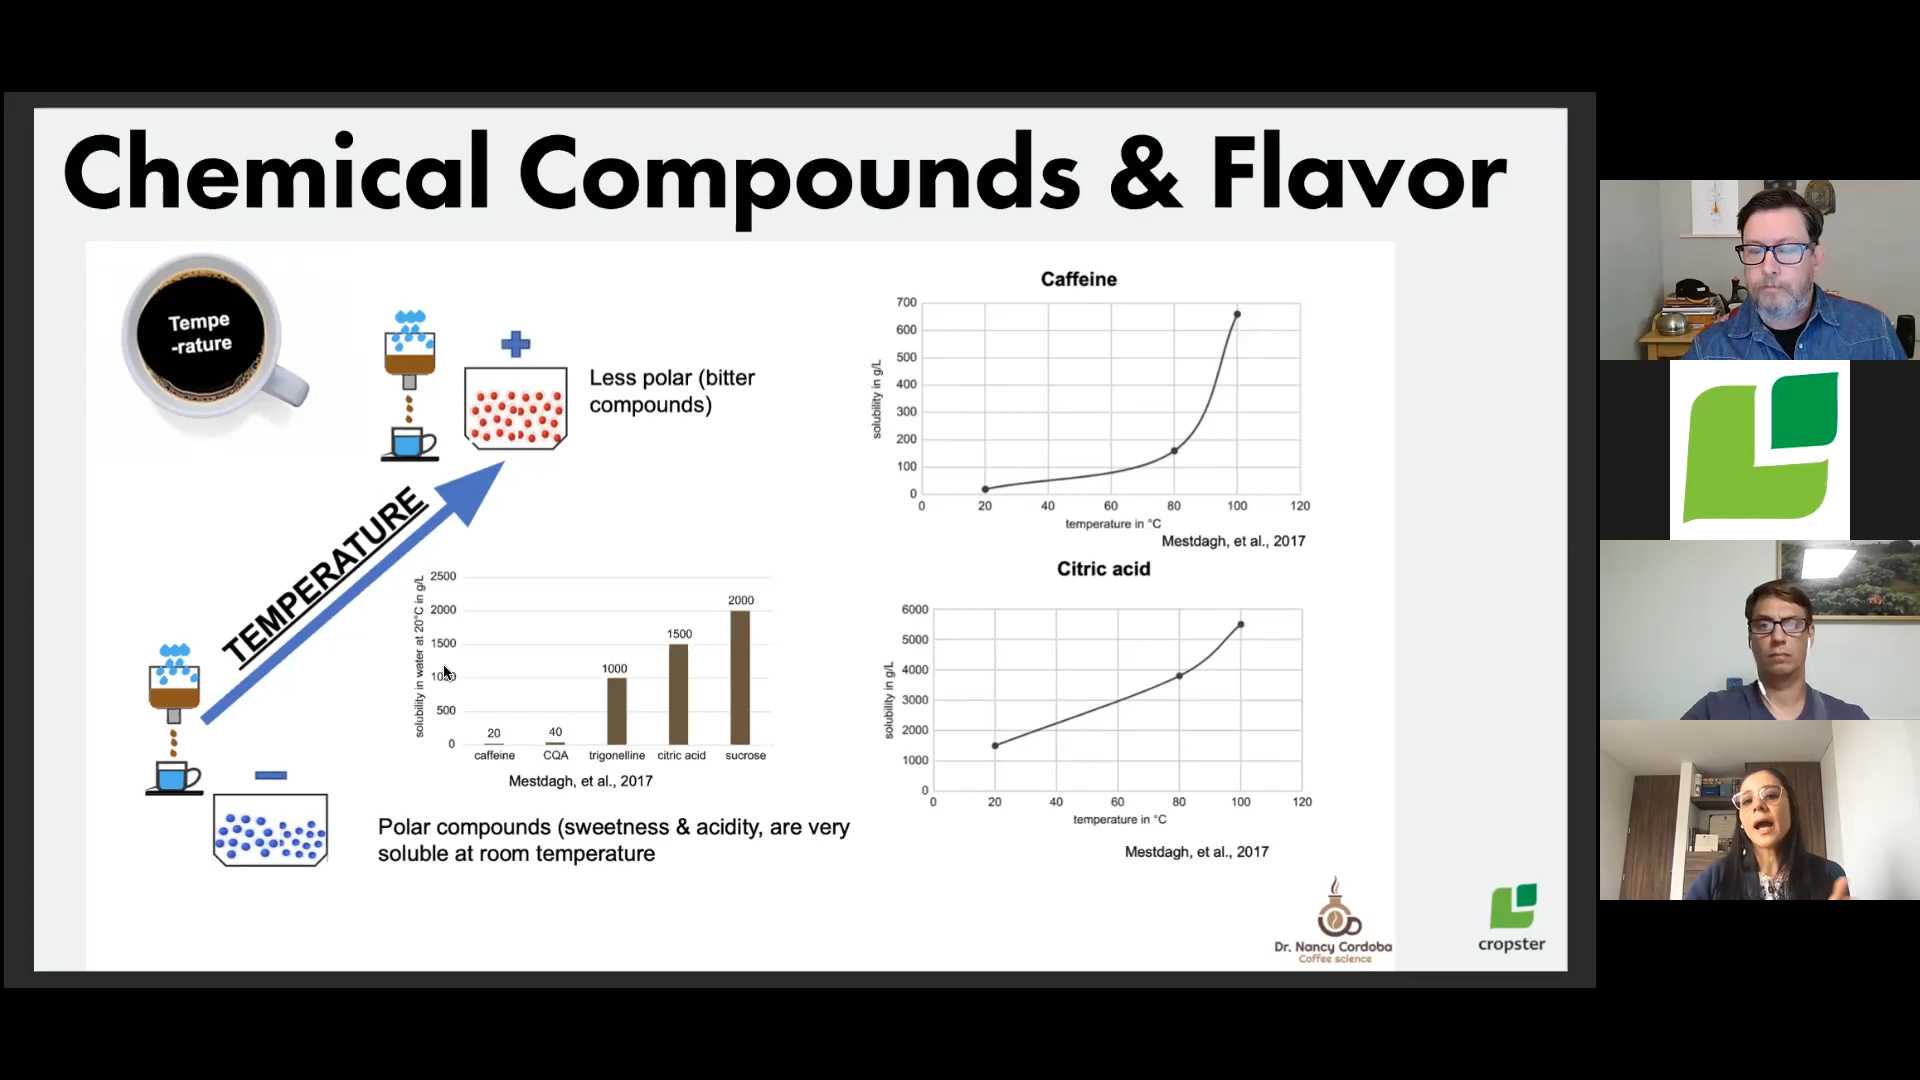 Chemical Compounds & Flavor
Tempe
-rature
Less polar (bitter
compounds)
TEMPERATURE
solubility in water at 20°C in g/L
2500
2000
1500
500
0
20
40
1000
1500
2000
caffeine
CQA
trigonelline
citric acid
sucrose
Mestdagh, et al., 2017
Polar compounds (sweetness & acidity, are very
soluble at room temperature
Caffeine
solubility in g/L
700
600
500
400
300
200
100
0
0
20
40
60
80
100
120
temperature in °C
Mestdagh, et al., 2017
Citric acid
solubility in g/L
6000
5000
4000
3000
2000
1000
0
0
20
40
60
80
100
120
temperature in °C
Mestdagh, et al., 2017
Dr. Nancy Cordoba
Coffee science
cropster